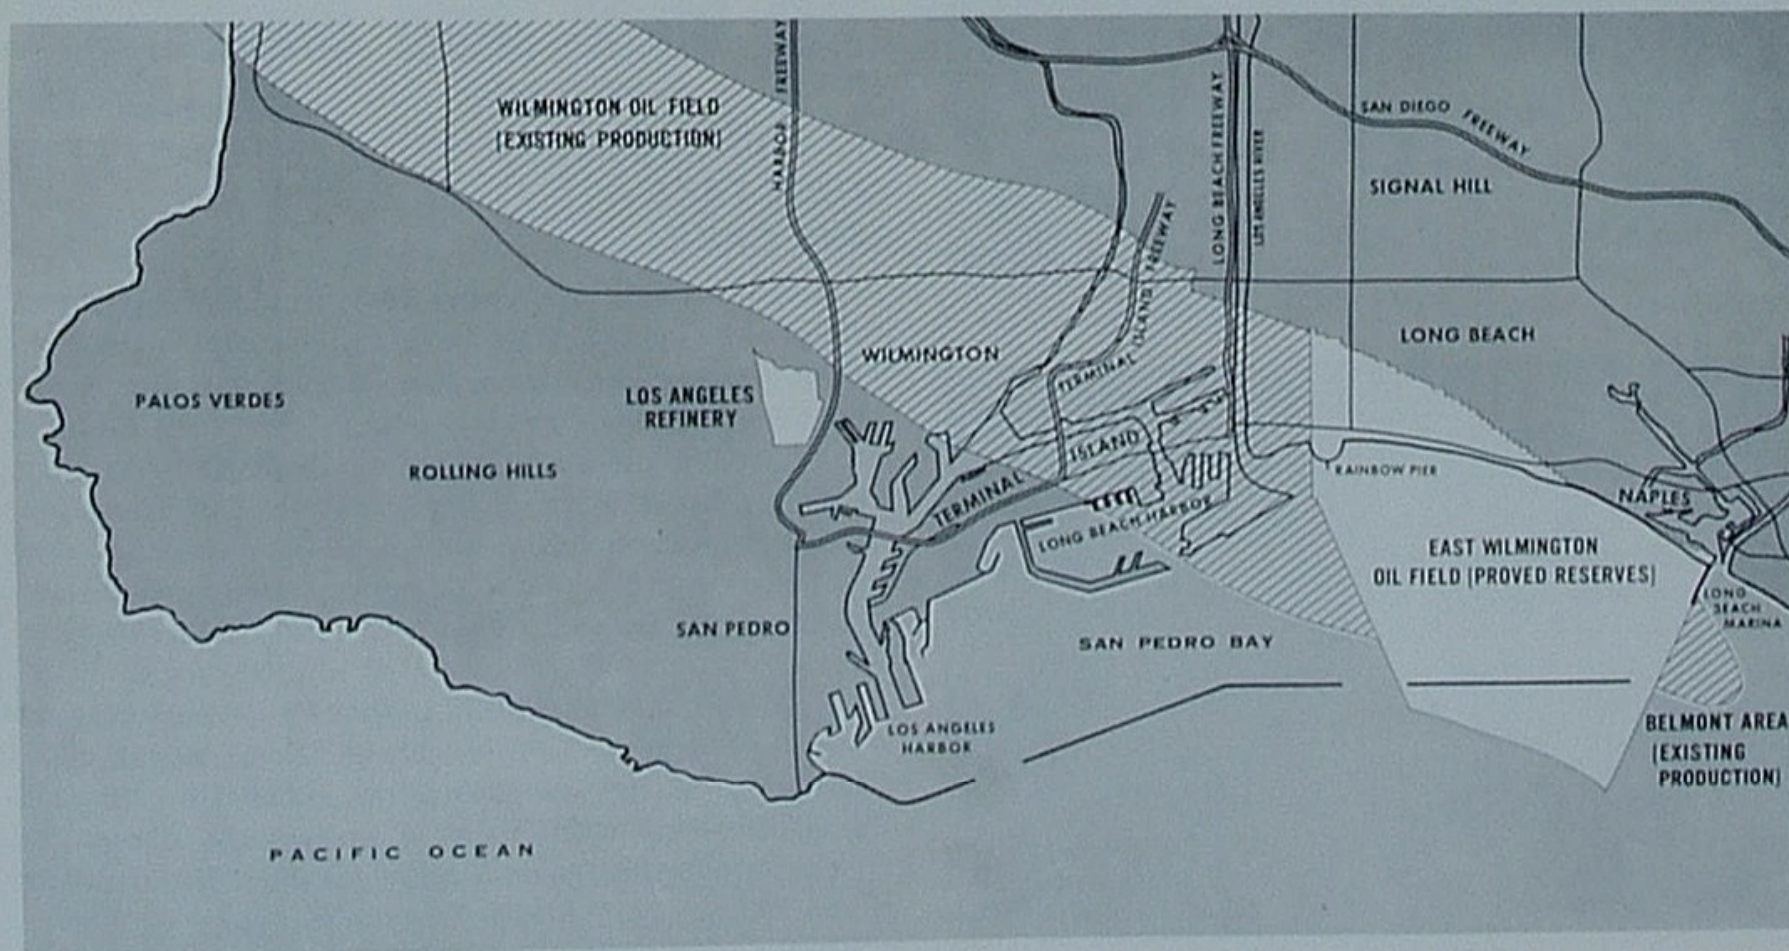 HARBOR FREEWAY
WILMINGTON OIL FIELD
[EXISTING PRODUCTION]
LONG BEACH FREEWAY
LOS ANGELES RIVER
SAN DIEGO FREEWAY
SIGNAL HILL
TERMINAL ISLAND FREEWAY
LONG BEACH
WILMINGTON
PALOS VERDES
LOS ANGELES
REFINERY
ROLLING HILLS
TERMINAL ISLAND
RAINBOW PIER
NAPLES
LONG BEACH HARBOR
EAST WILMINGTON
OIL FIELD [PROVED RESERVES]
LONG
BEACH
MARINA
SAN PEDRO
SAN PEDRO BAY
LOS ANGELES
HARBOR
BELMONT AREA
[EXISTING
PRODUCTION]
PACIFIC OCEAN